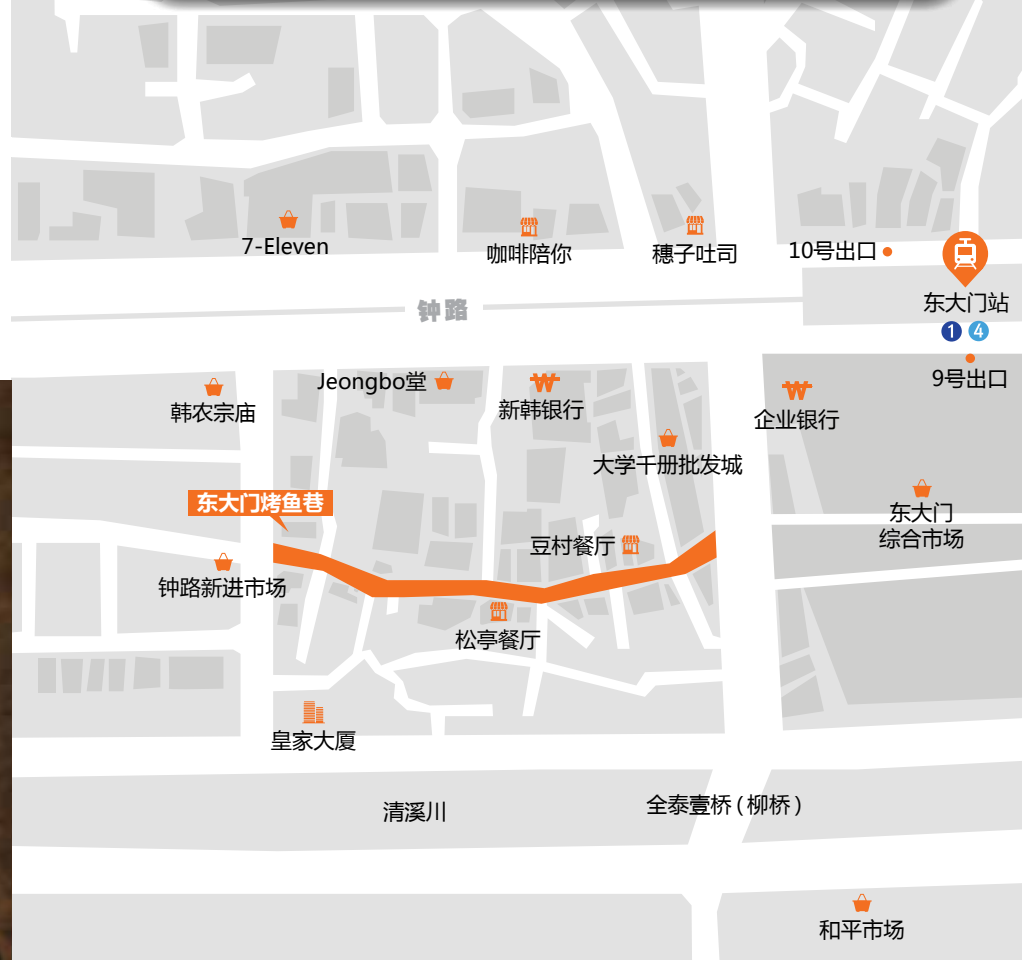 7-Eleven
咖啡陪你
穗子吐司
10号出口
东大门站
1 4
钟路
9号出口
韩农宗庙
Jeongbo堂
新韩银行
企业银行
大学千册批发城
东大门烤鱼巷
东大门
综合市场
豆村餐厅
钟路新进市场
松亭餐厅
皇家大厦
清溪川
全泰壹桥 ( 柳桥 )
和平市场